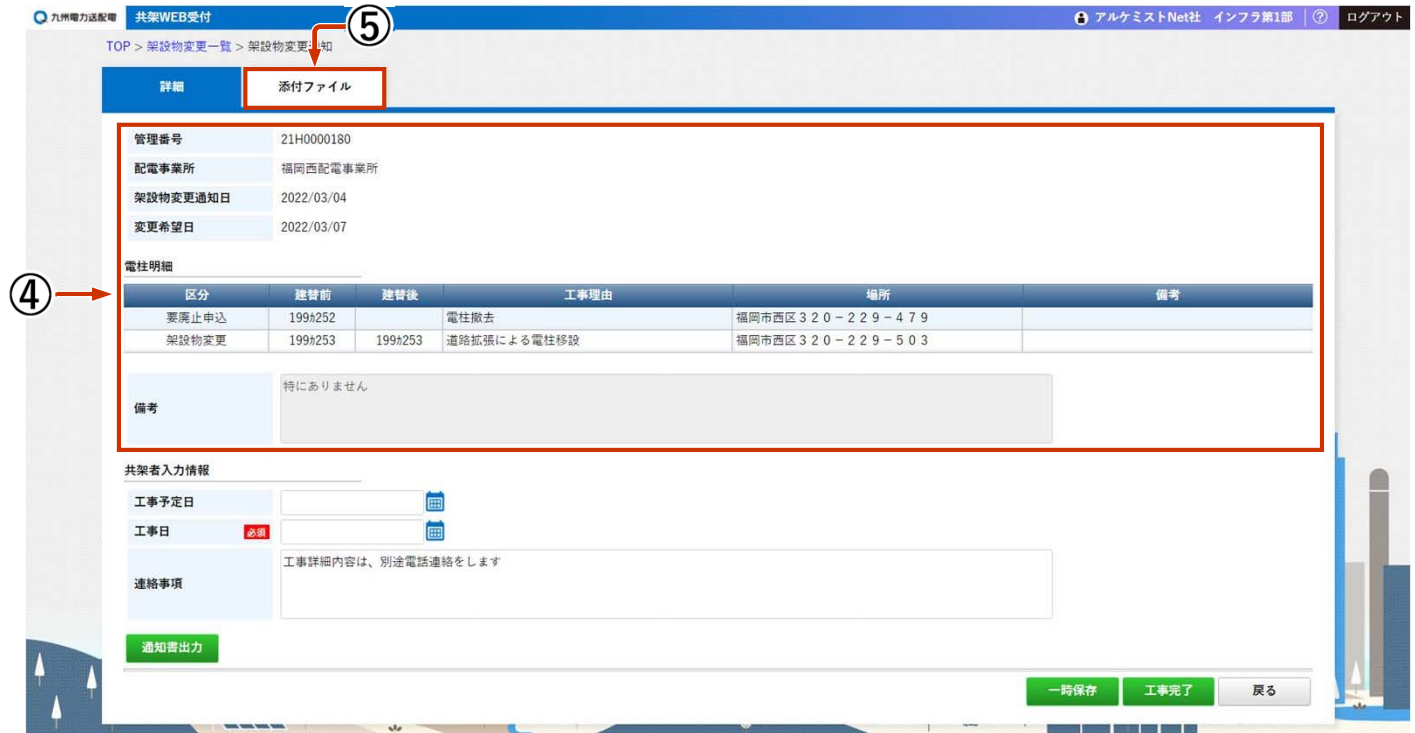 九州電力送配電 共架WEB受付 アルケミストNet社 インフラ第1部 ? ログアウト
⑤
TOP > 架設物変更一覧 > 架設物変更通知
詳細 添付ファイル
管理番号 21H0000180
配電事業所 福岡西配電事業所
架設物変更通知日 2022/03/04
変更希望日 2022/03/07
④
電柱明細
区分 建替前 建替後 工事理由 場所 備考
要廃止申込 199ｶ252 電柱撤去 福岡市西区３２０－２２９－４７９
架設物変更 199ｶ253 199ｶ253 道路拡張による電柱移設 福岡市西区３２０－２２９－５０３
備考 特にありません
共架者入力情報
工事予定日
工事日 必須
連絡事項 工事詳細内容は、別途電話連絡をします
通知書出力
一時保存 工事完了 戻る